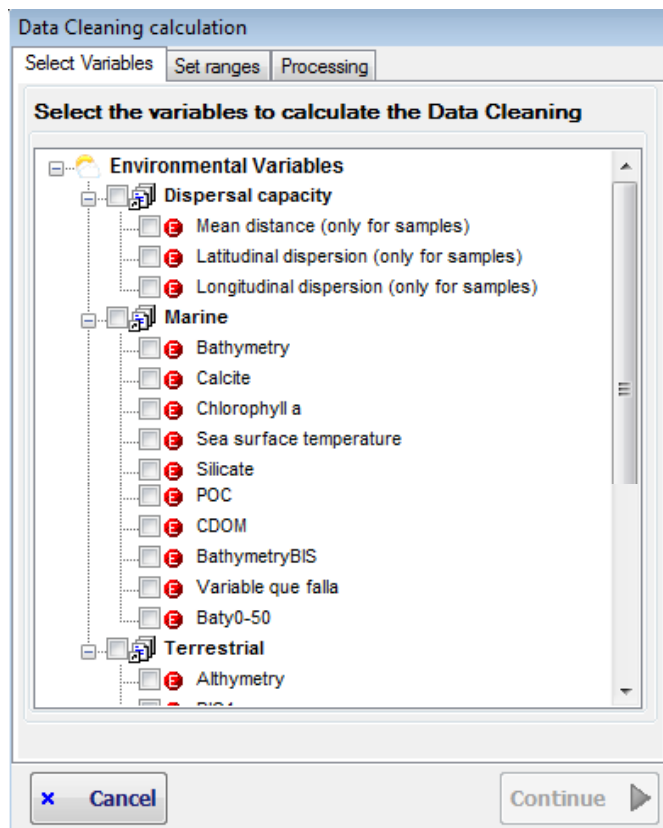 Data Cleaning calculation
Select Variables Set ranges Processing
Select the variables to calculate the Data Cleaning
Environmental Variables
Dispersal capacity
Mean distance (only for samples)
Latitudinal dispersion (only for samples)
Longitudinal dispersion (only for samples)
Marine
Bathymetry
Calcite
Chlorophyll a
Sea surface temperature
Silicate
POC
CDOM
BathymetryBIS
Variable que falla
Baty0-50
Terrestrial
Althymetry
Cancel Continue